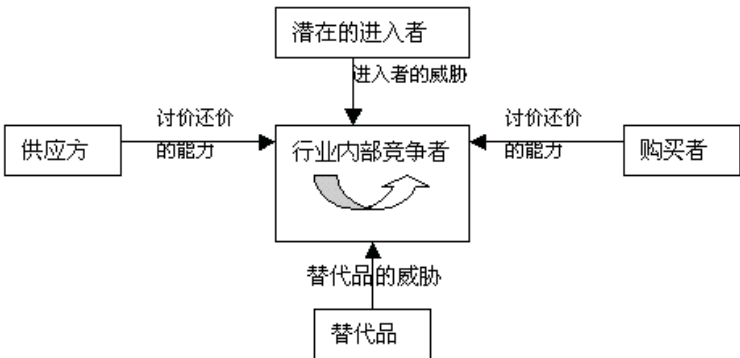 潜在的进入者
进入者的威胁
讨价还价
的能力
供应方
行业内部竞争者
讨价还价
的能力
购买者
替代品的威胁
替代品